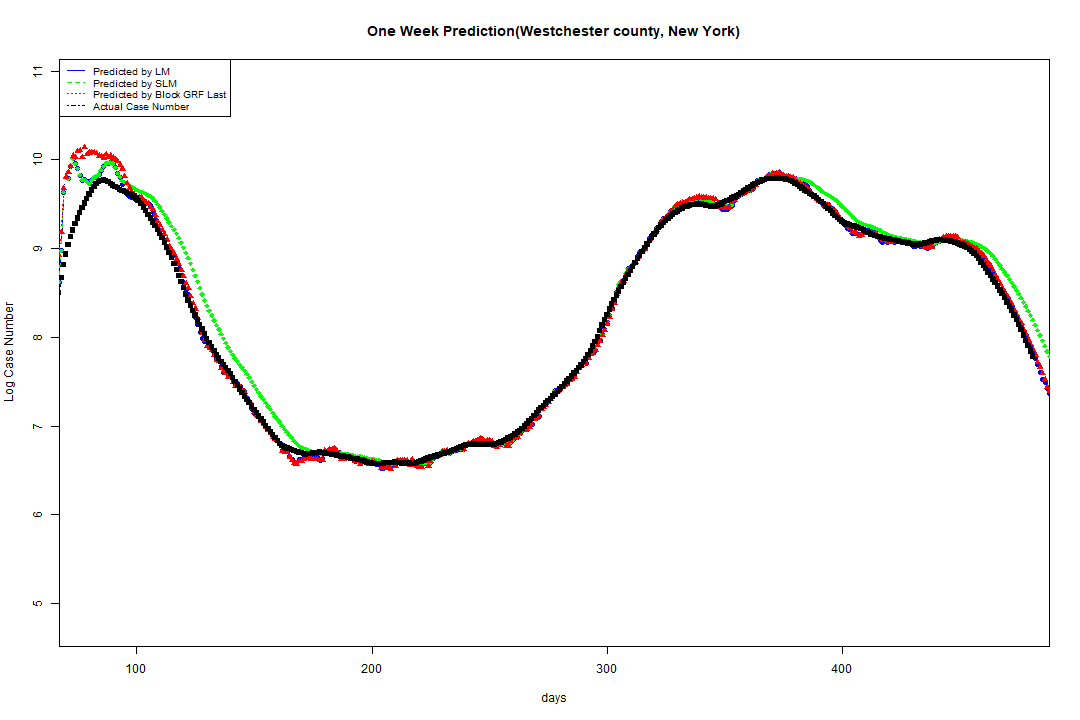 One Week Prediction(Westchester county, New York)
Predicted by LM
Predicted by SLM
Predicted by Block GRF Last
Actual Case Number
11
10
9
8
7
6
5
Log Case Number
100 200 300 400
days